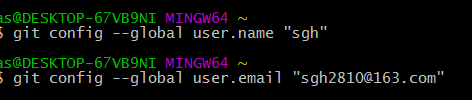 as@DESKTOP-67VB9NI MINGW64 ~
$ git config --global user.name "sgh"
as@DESKTOP-67VB9NI MINGW64 ~
$ git config --global user.email "sgh2810@163.com"